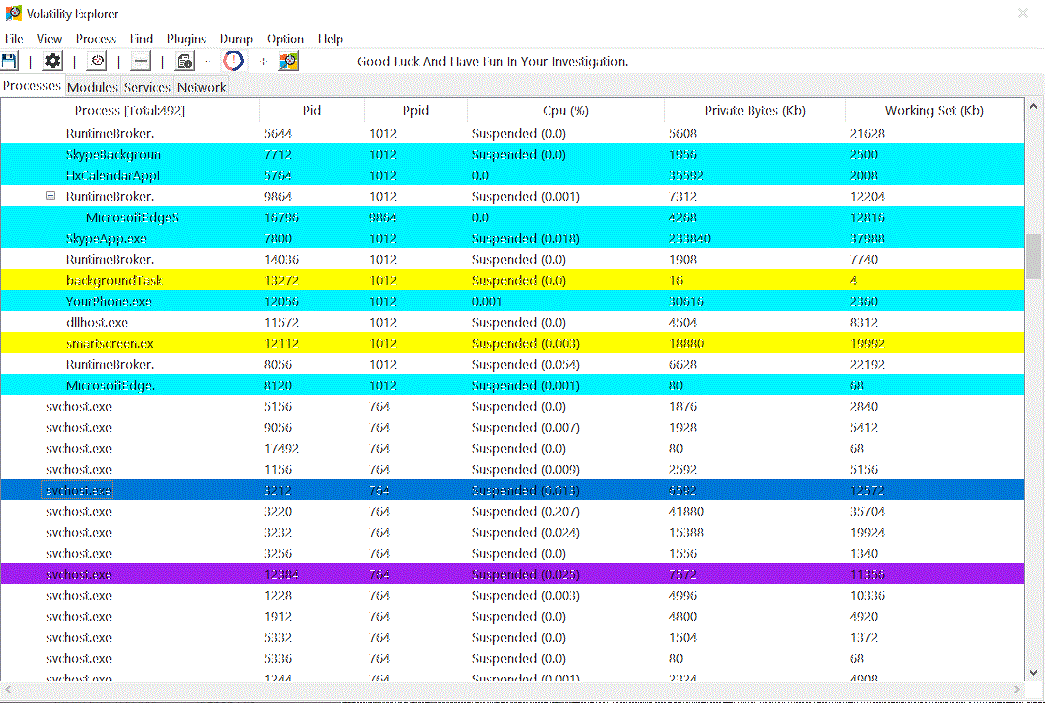 Volatility Explorer
File View Process Find Plugins Dump Option Help
Good Luck And Have Fun In Your Investigation.
Processes Modules Services Network
Process [Total:492] Pid Ppid Cpu (%) Private Bytes (Kb) Working Set (Kb)
RuntimeBroker. 5644 1012 Suspended (0.0) 5608 21628
SkypeBackgroun 7712 1012 Suspended (0.0) 1956 2500
HxCalendarAppI 5764 1012 0.0 35592 2008
RuntimeBroker. 9864 1012 Suspended (0.001) 7312 12204
MicrosoftEdgeS 16796 9864 0.0 4268 12816
SkypeApp.exe 7800 1012 Suspended (0.018) 233840 37988
RuntimeBroker. 14036 1012 Suspended (0.0) 1908 7740
backgroundTask 13272 1012 Suspended (0.0) 16 4
YourPhone.exe 12056 1012 0.001 30616 2360
dllhost.exe 11572 1012 Suspended (0.0) 4504 8312
smartscreen.ex 12112 1012 Suspended (0.003) 18880 19992
RuntimeBroker. 8056 1012 Suspended (0.054) 6628 22192
MicrosoftEdge. 8120 1012 Suspended (0.001) 80 68
svchost.exe 5156 764 Suspended (0.0) 1876 2840
svchost.exe 9056 764 Suspended (0.007) 1928 5412
svchost.exe 17492 764 Suspended (0.0) 80 68
svchost.exe 1156 764 Suspended (0.009) 2592 5156
svchost.exe 3212 764 Suspended (0.013) 6392 12372
svchost.exe 3220 764 Suspended (0.207) 41880 35704
svchost.exe 3232 764 Suspended (0.024) 15388 19924
svchost.exe 3256 764 Suspended (0.0) 1556 1340
svchost.exe 12384 764 Suspended (0.025) 7372 11356
svchost.exe 1228 764 Suspended (0.003) 4996 10336
svchost.exe 1912 764 Suspended (0.0) 4800 4920
svchost.exe 5332 764 Suspended (0.0) 1504 1372
svchost.exe 5336 764 Suspended (0.0) 80 68
svchost.exe 1244 764 Suspended (0.001) 2324 4908